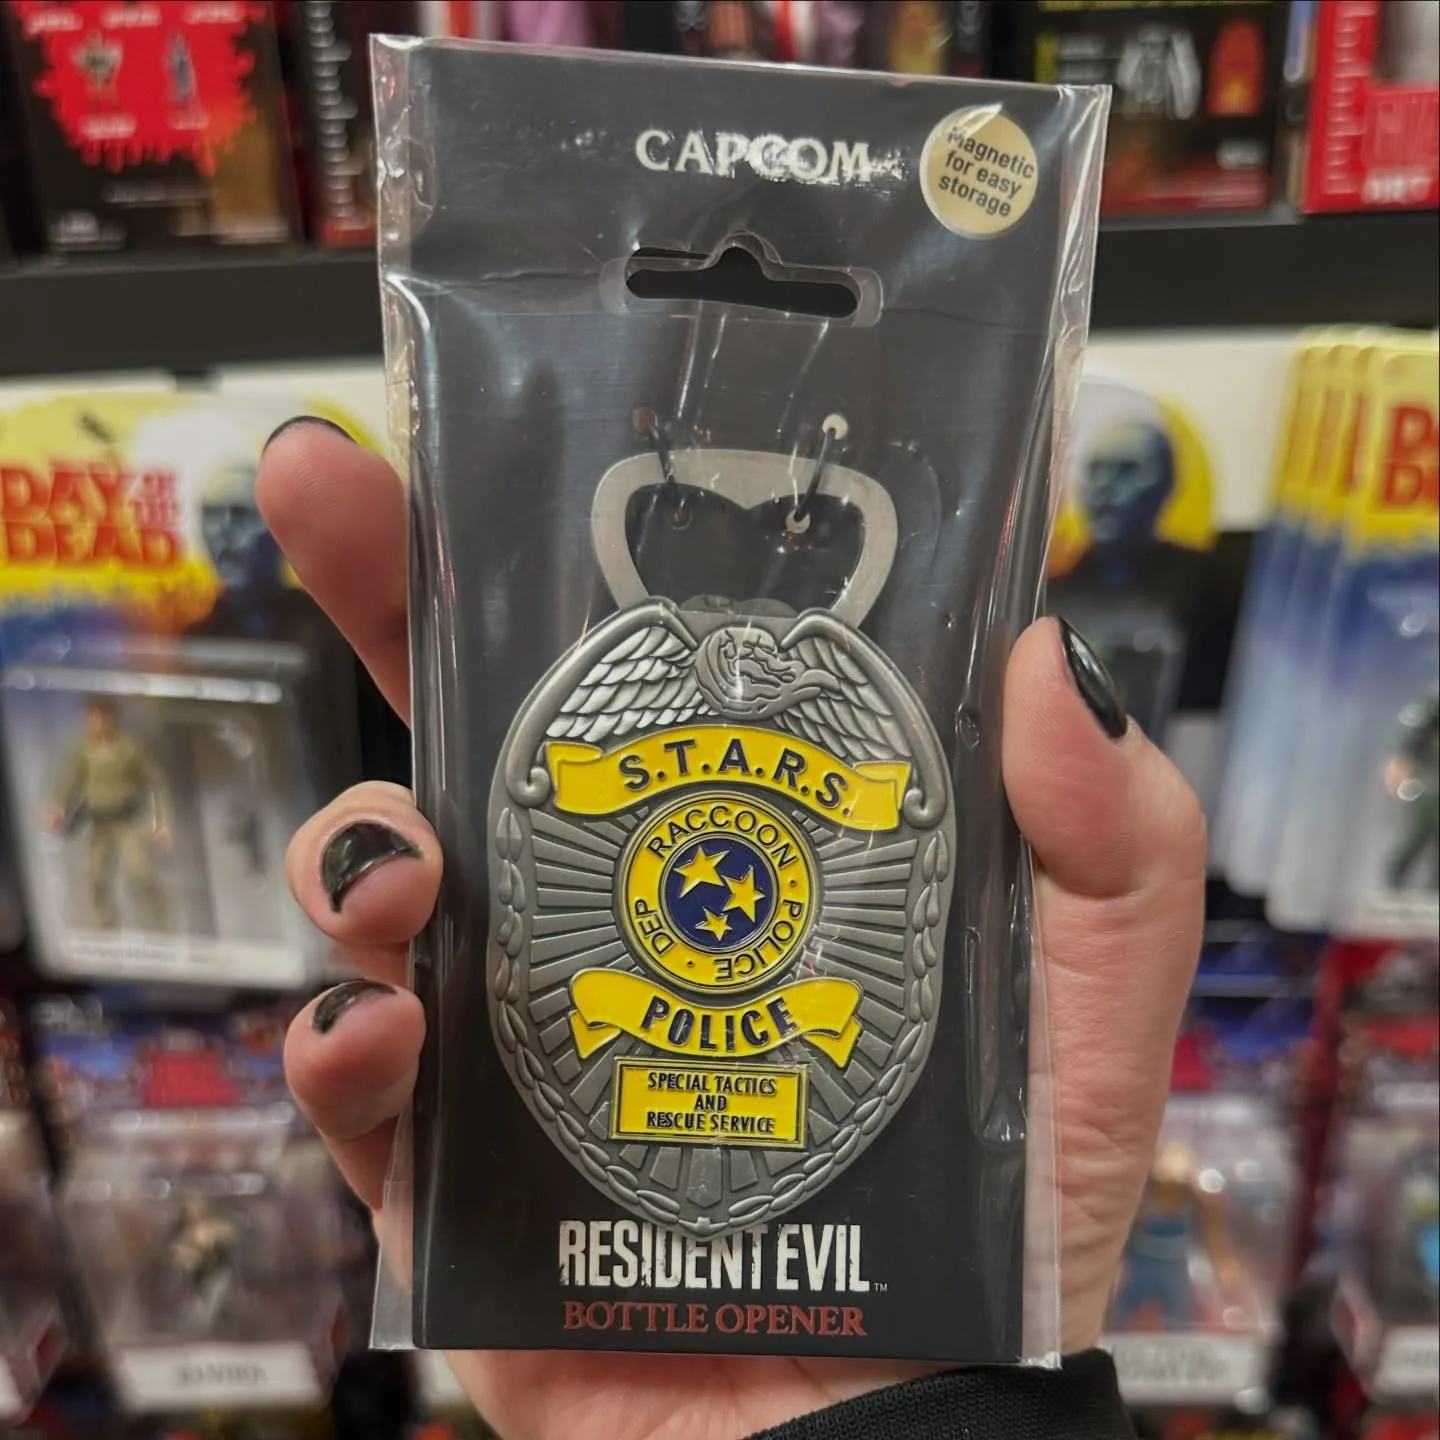 CAPCOM
Magnetic
for easy
storage
S.T.A.R.S.
RACCOON · POLICE · DEP
POLICE
SPECIAL TACTICS
AND
RESCUE SERVICE
RESIDENT EVIL™
BOTTLE OPENER
DAY OF THE
DEAD